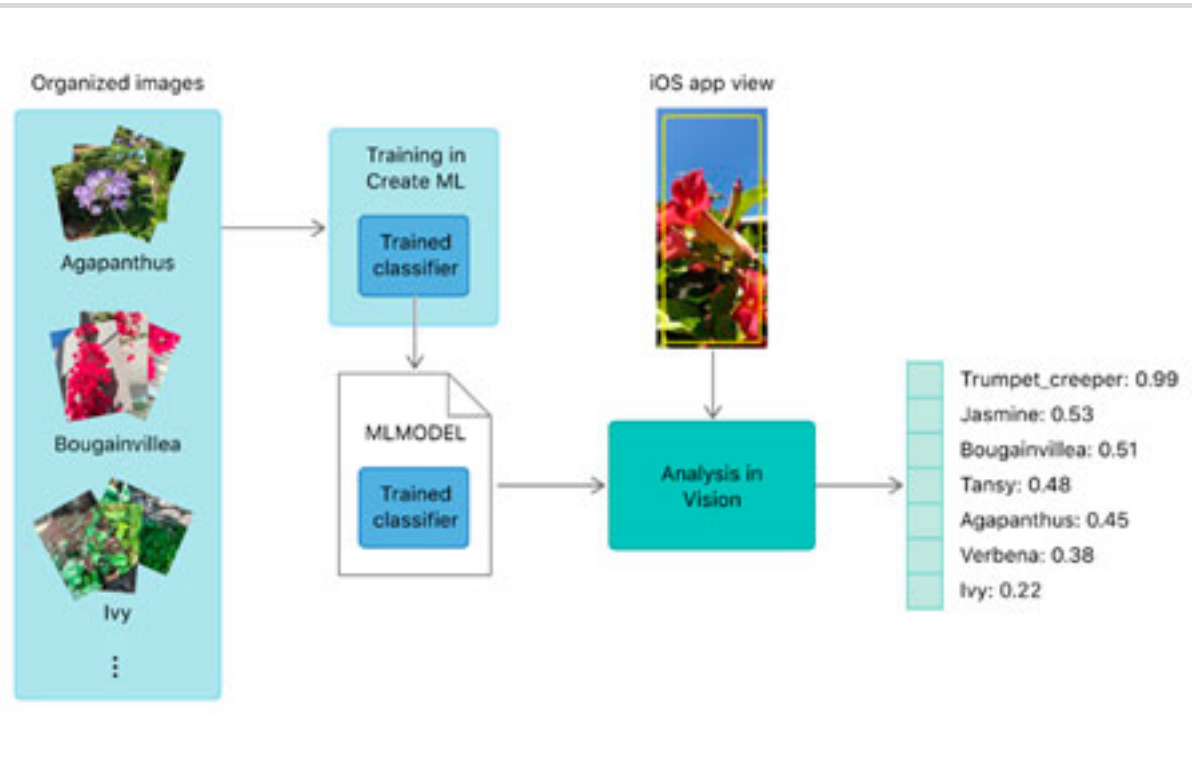 Organized images
Agapanthus
Bougainvillea
Ivy
Training in
Create ML
Trained
classifier
MLMODEL
Trained
classifier
iOS app view
Analysis in
Vision
Trumpet_creeper: 0.99
Jasmine: 0.53
Bougainvillea: 0.51
Tansy: 0.48
Agapanthus: 0.45
Verbena: 0.38
Ivy: 0.22